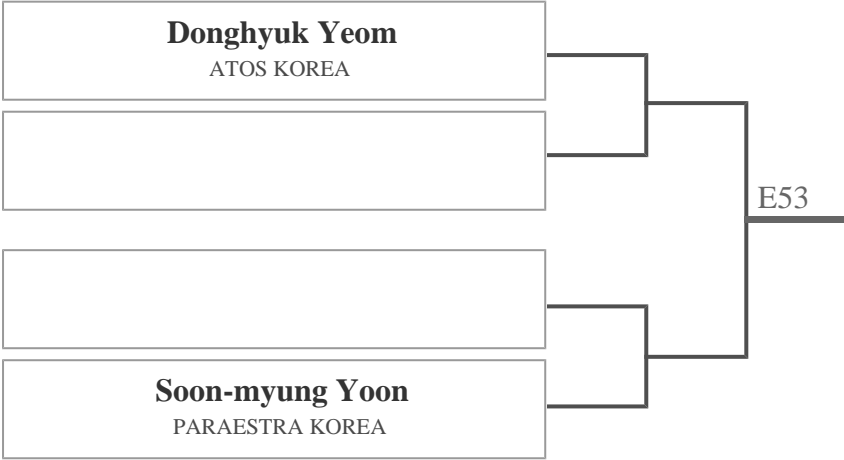 Donghyuk Yeom
ATOS KOREA
E53
Soon-myung Yoon
PARAESTRA KOREA